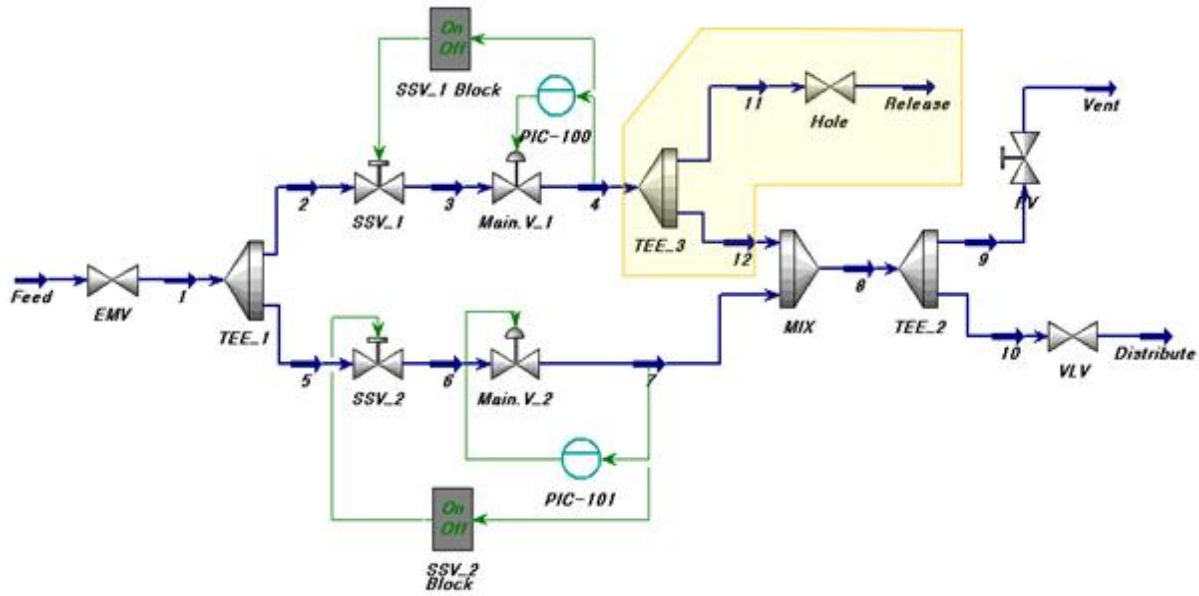 On
Off
SSV_1 Block
PIC-100
11
Hole
Release
Vent
2
SSV_1
3
Main.V_1
4
TEE_3
12
9
Feed
EMV
1
TEE_1
MIX
8
TEE_2
5
SSV_2
6
Main.V_2
7
10
VLV
Distribute
PIC-101
On
Off
SSV_2
Block